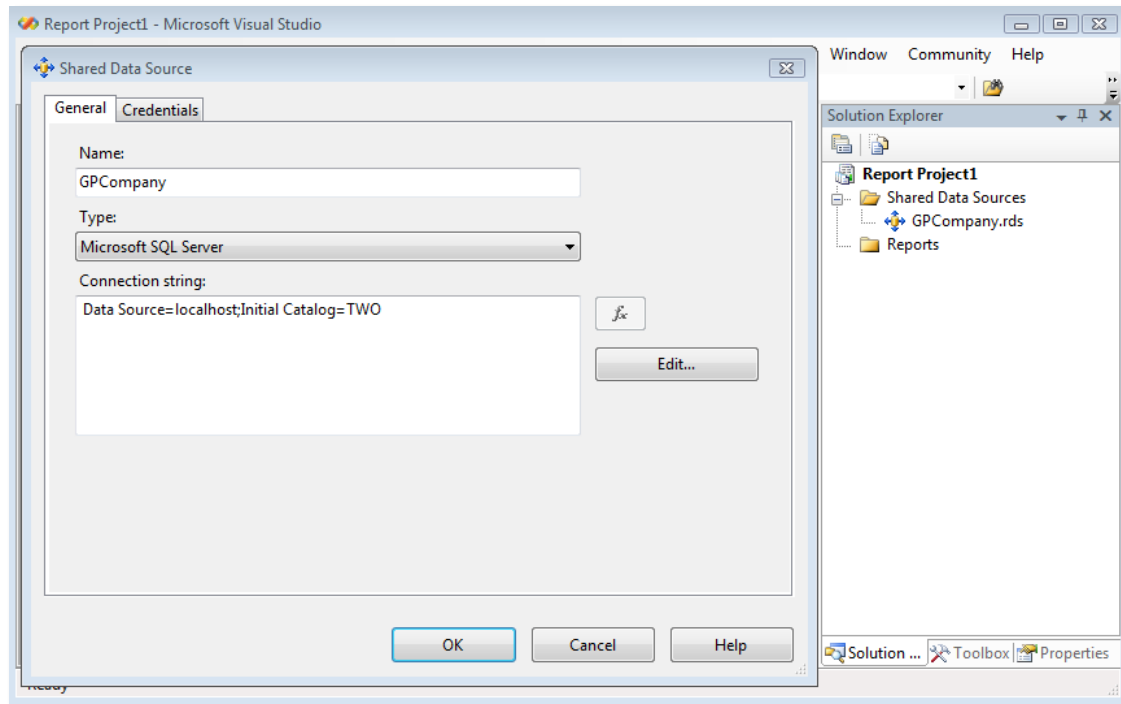 Report Project1 - Microsoft Visual Studio
Window Community Help
Shared Data Source
General Credentials
Name:
GPCompany
Type:
Microsoft SQL Server
Connection string:
Data Source=localhost;Initial Catalog=TWO
fx
Edit...
OK Cancel Help
Solution Explorer
Report Project1
Shared Data Sources
GPCompany.rds
Reports
Solution ... Toolbox Properties
Ready